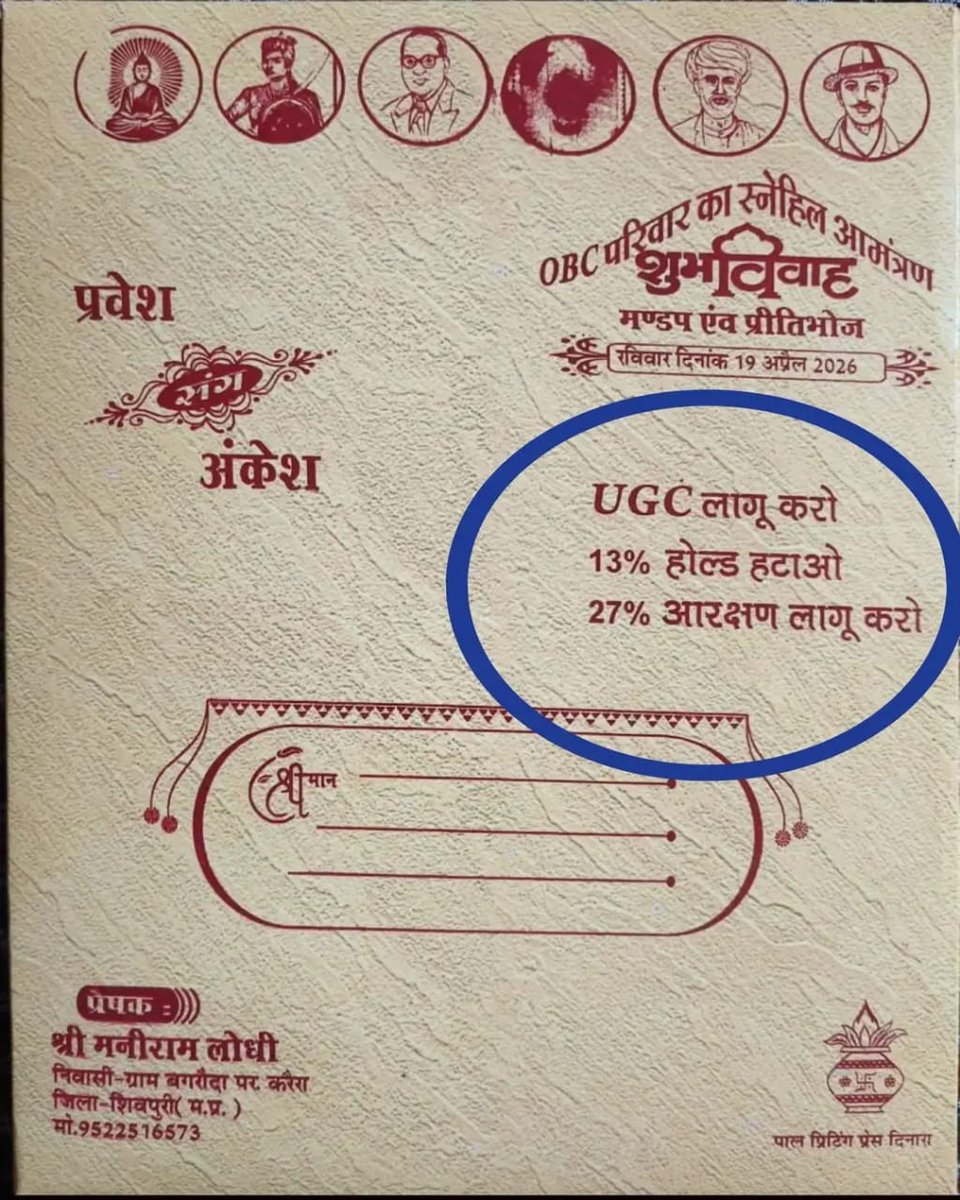 OBC परिवार का स्नेहिल आमंत्रण
शुभविवाह
मण्डप एंव प्रीतिभोज
रविवार दिनांक 19 अप्रैल 2026
प्रवेश
संग
अंकेश
UGC लागू करो
13% होल्ड हटाओ
27% आरक्षण लागू करो
श्रीमान
प्रेषक :-
श्री मनीराम लोधी
निवासी-ग्राम बगरौदा पर. करैरा
जिला-शिवपुरी( म.प्र. )
मो.9522516573
पाल प्रिटिंग प्रेस दिनारा